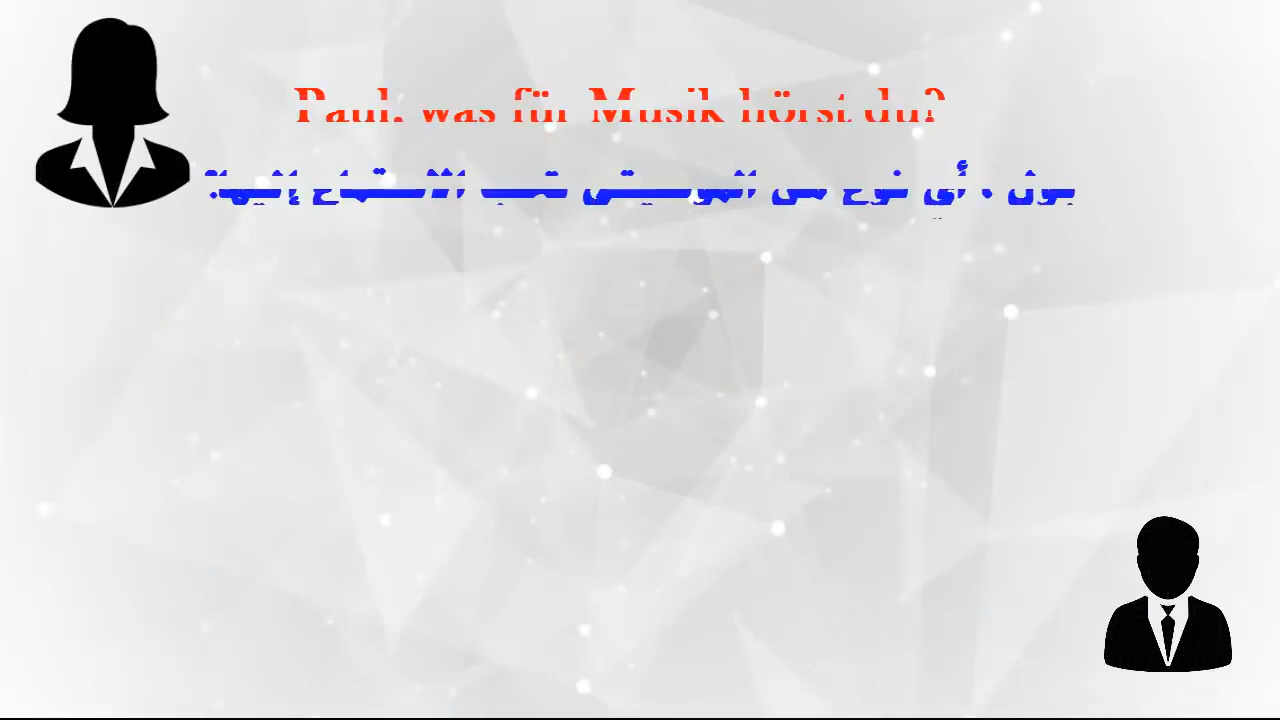 Paul, was für Musik hörst du?
بول ، أي نوع من الموسيقى تحب الاستماع إليها؟